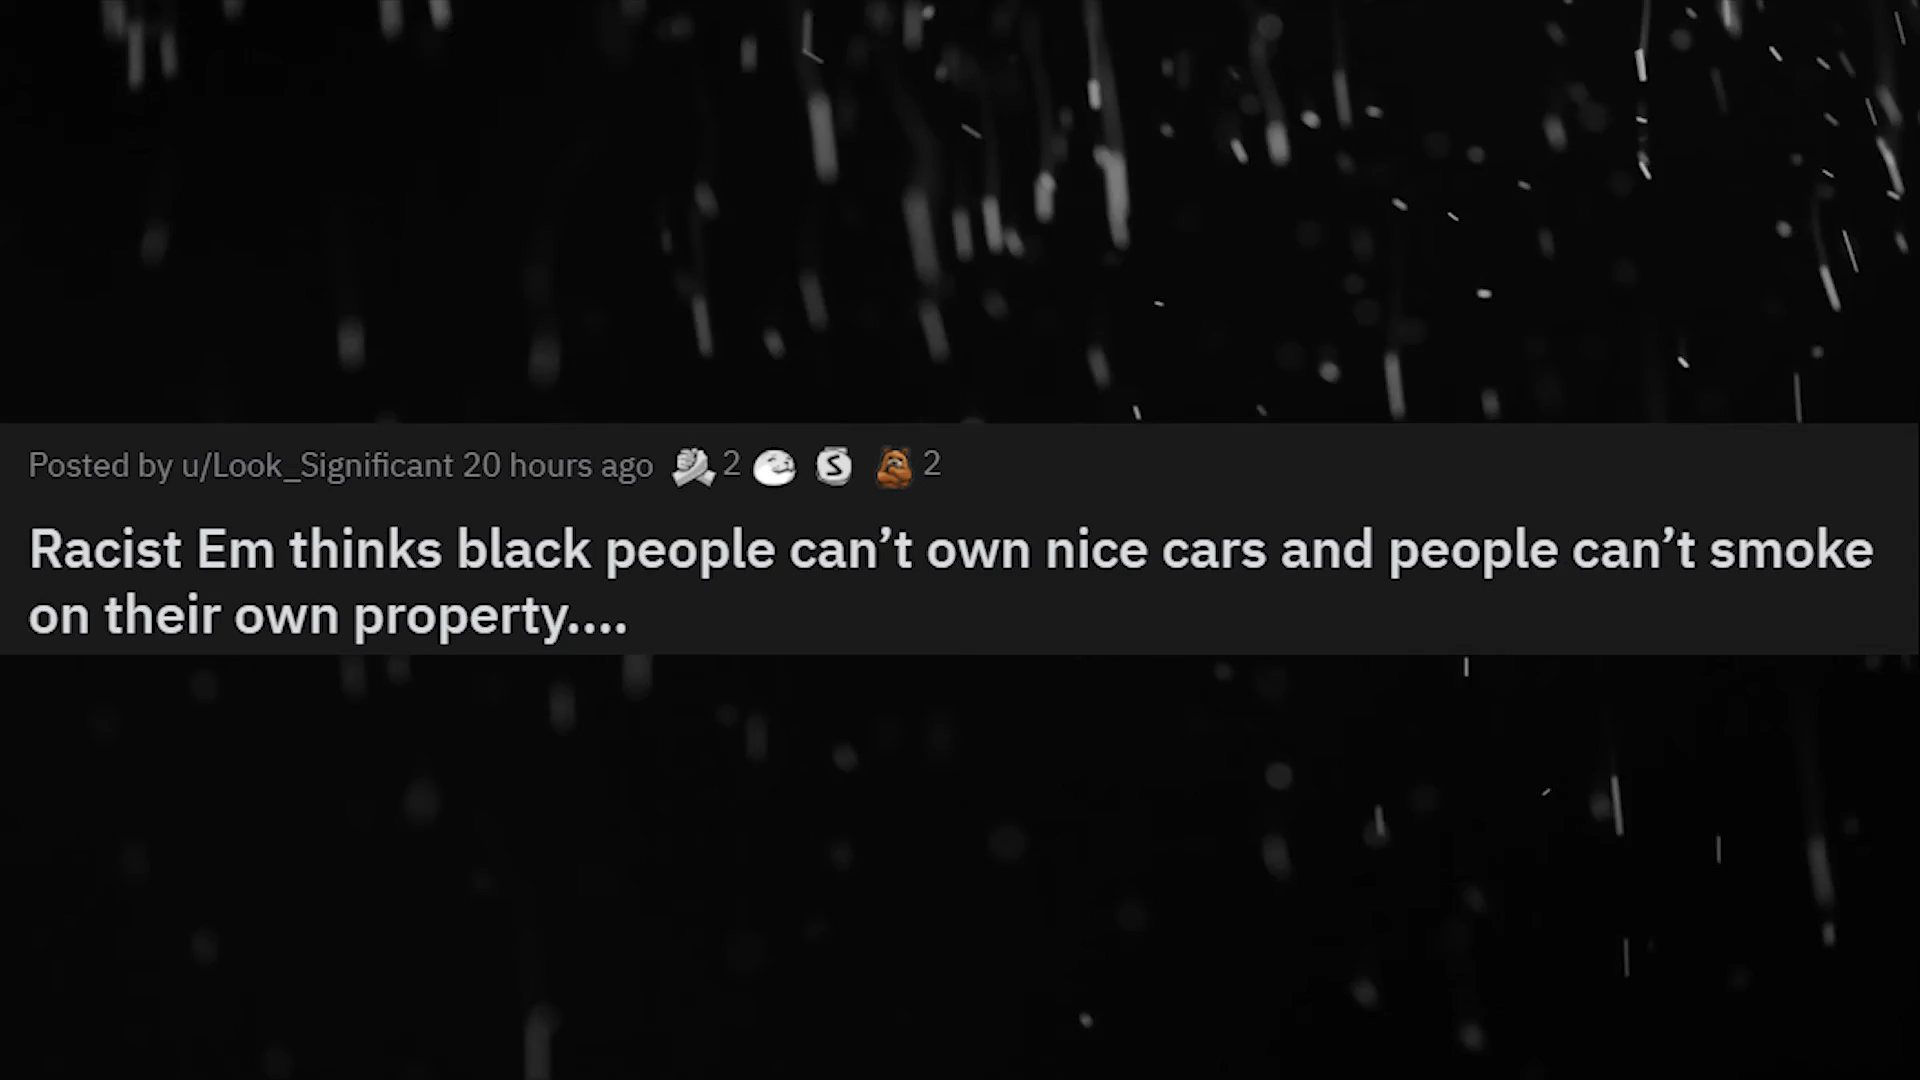 Posted by u/Look_Significant 20 hours ago 2 S 2
Racist Em thinks black people can’t own nice cars and people can’t smoke
on their own property....